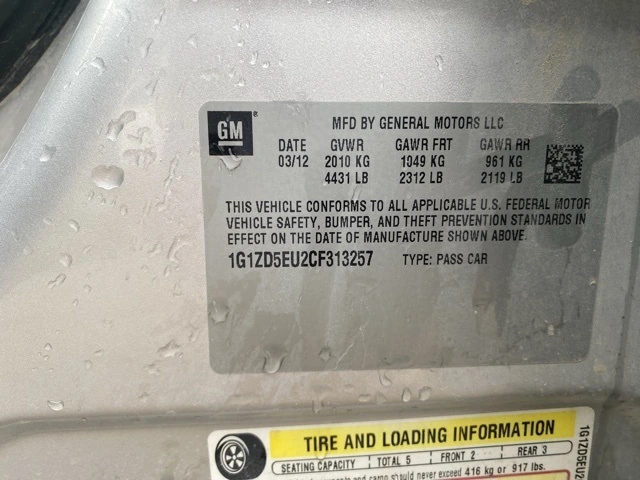 GM
MFD BY GENERAL MOTORS LLC
DATE GVWR GAWR FRT GAWR RR
03/12 2010 KG 1049 KG 961 KG
4431 LB 2312 LB 2119 LB
THIS VEHICLE CONFORMS TO ALL APPLICABLE U.S. FEDERAL MOTOR
VEHICLE SAFETY, BUMPER, AND THEFT PREVENTION STANDARDS IN
EFFECT ON THE DATE OF MANUFACTURE SHOWN ABOVE.
1G1ZD5EU2CF313257 TYPE: PASS CAR
TIRE AND LOADING INFORMATION
SEATING CAPACITY TOTAL 5 FRONT 2 REAR 3
and cargo should never exceed 416 kg or 917 lbs.
1G1ZD5EU2